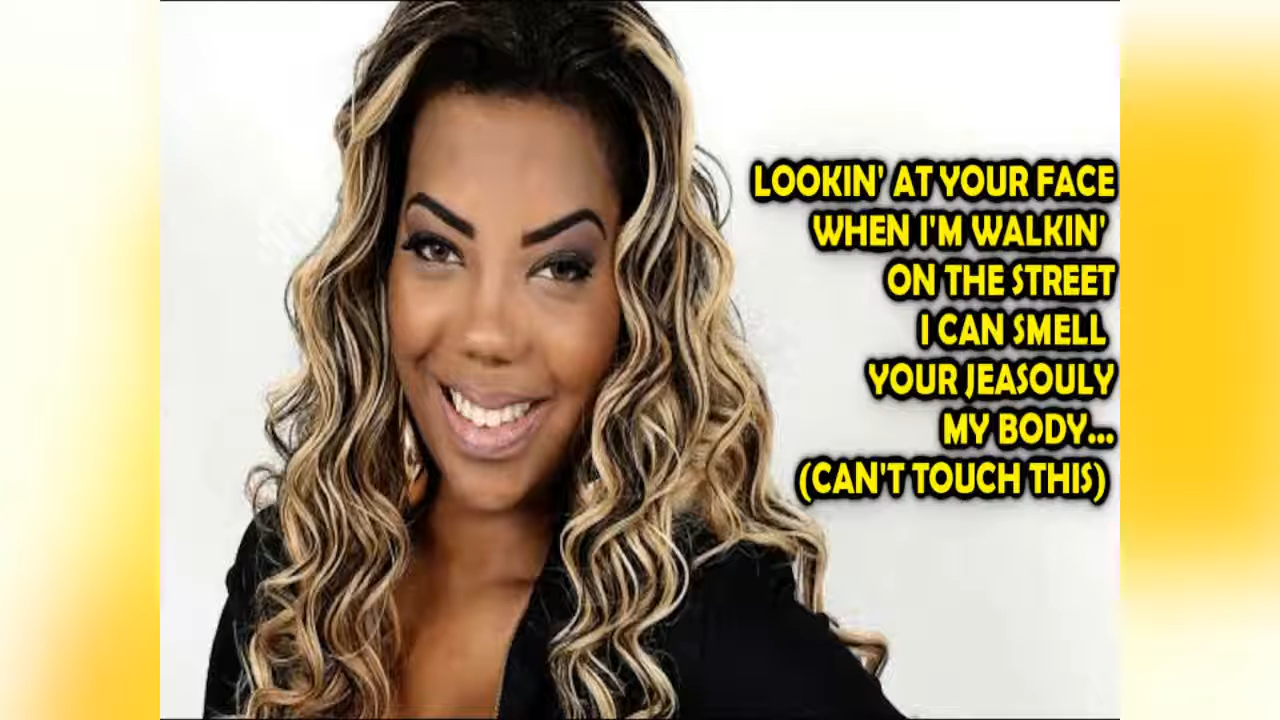 LOOKIN' AT YOUR FACE
WHEN I'M WALKIN'
ON THE STREET
I CAN SMELL
YOUR JEASOULY
MY BODY...
(CAN'T TOUCH THIS)